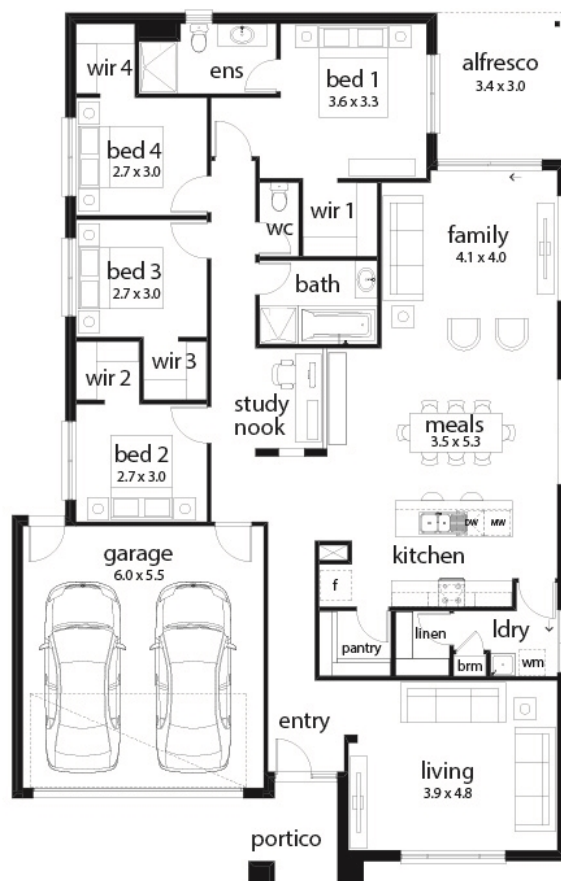 wir 4
ens
bed 1
3.6 x 3.3
alfresco
3.4 x 3.0
bed 4
2.7 x 3.0
wc
wir 1
family
4.1 x 4.0
bed 3
2.7 x 3.0
bath
wir 2
wir 3
study
nook
meals
3.5 x 5.3
bed 2
2.7 x 3.0
DW
MW
garage
6.0 x 5.5
kitchen
f
pantry
linen
ldry
brm
wm
entry
living
3.9 x 4.8
portico